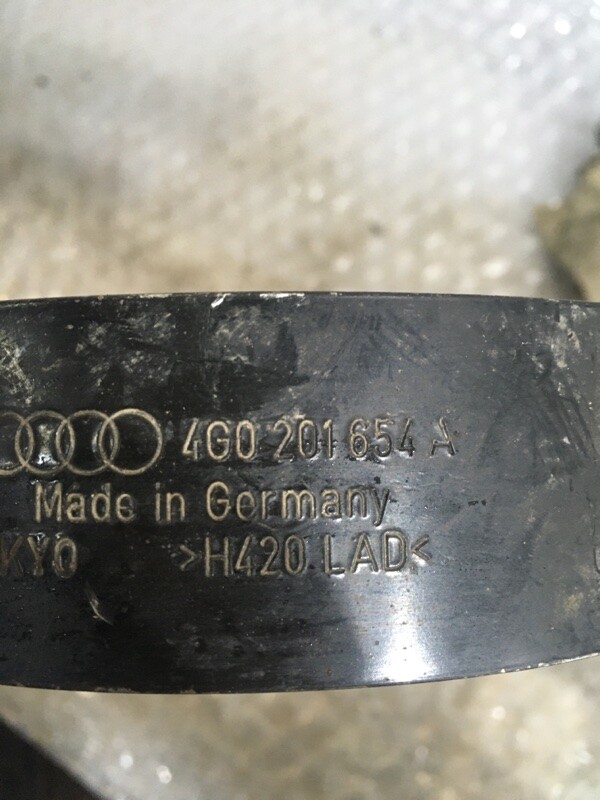 4G0 201 654 A
Made in Germany
KYO >H420 LAD<